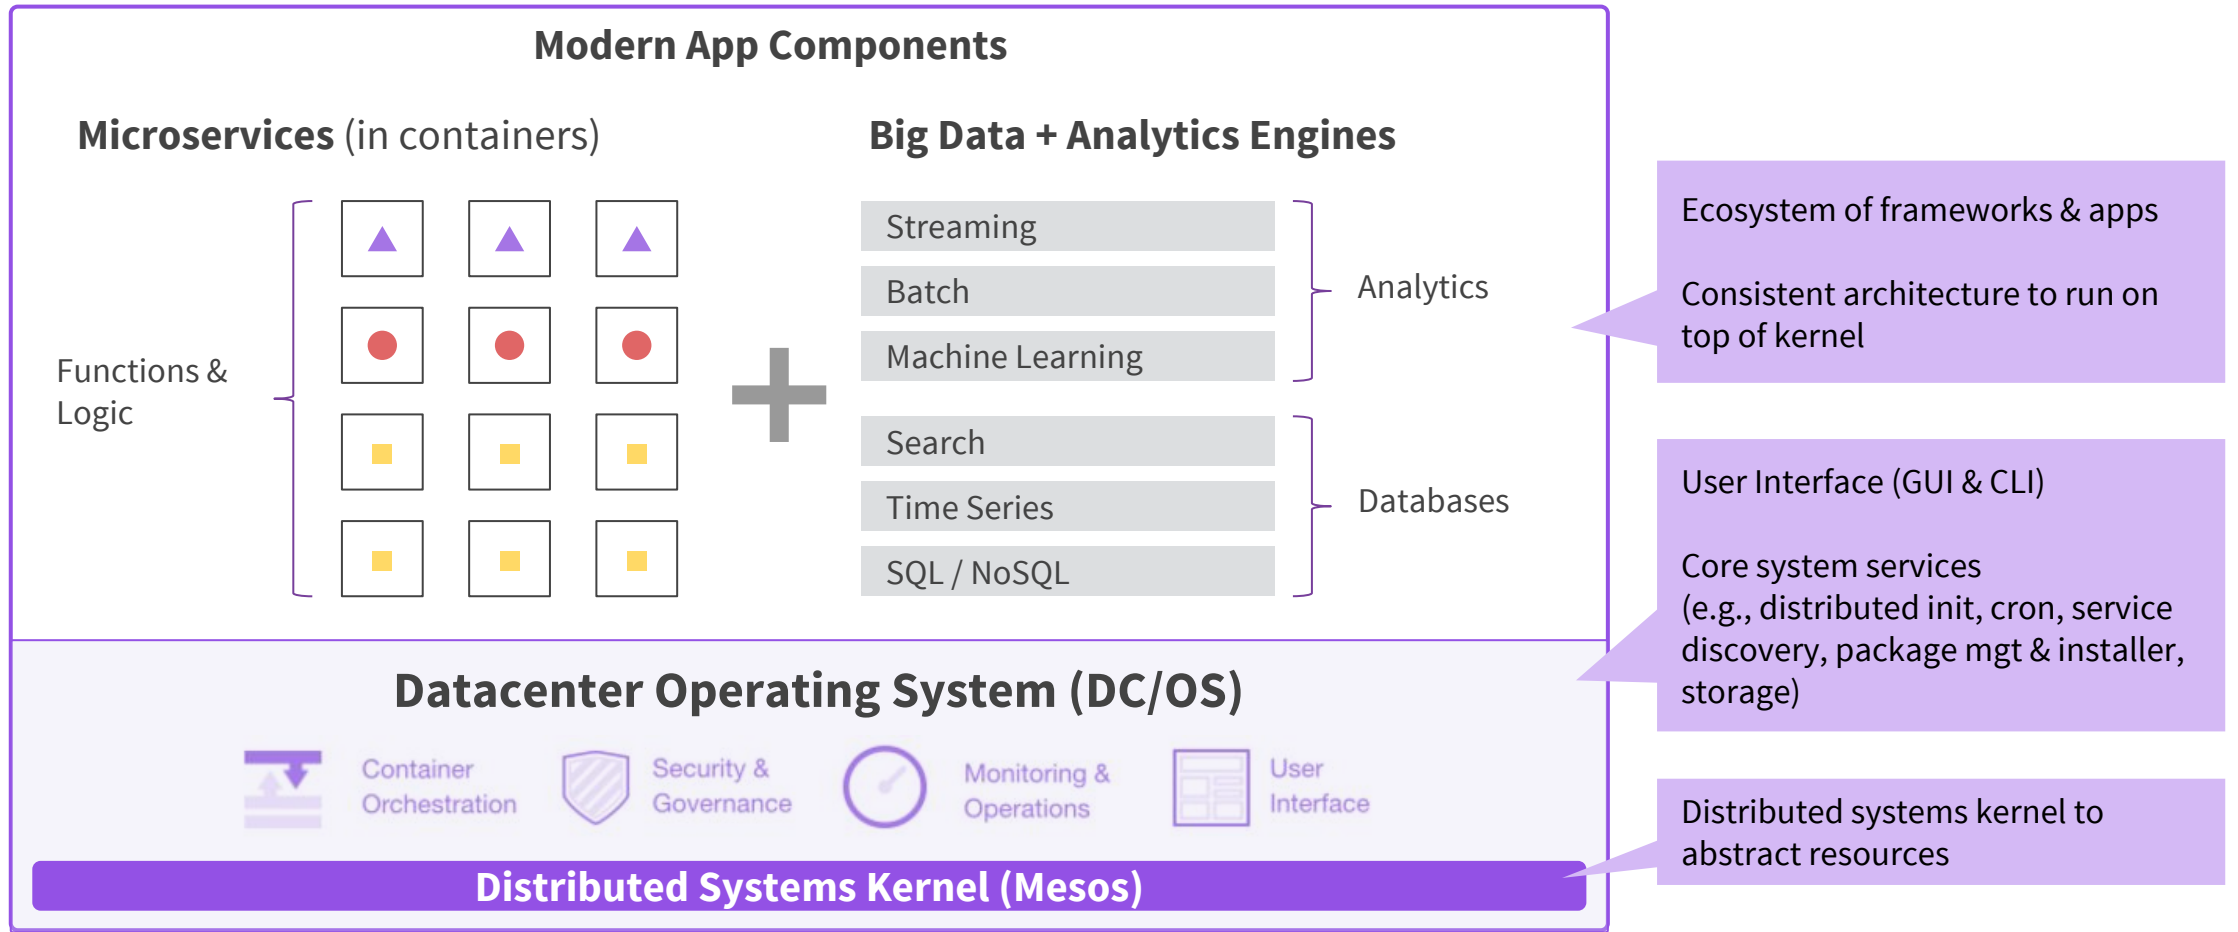 Modern App Components
Microservices (in containers)
Big Data + Analytics Engines
Functions &
Logic
Streaming
Batch
Machine Learning
Analytics
Search
Time Series
SQL / NoSQL
Databases
Ecosystem of frameworks & apps
Consistent architecture to run on
top of kernel
User Interface (GUI & CLI)
Core system services
(e.g., distributed init, cron, service
discovery, package mgt & installer,
storage)
Datacenter Operating System (DC/OS)
Container
Orchestration
Security &
Governance
Monitoring &
Operations
User
Interface
Distributed Systems Kernel (Mesos)
Distributed systems kernel to
abstract resources